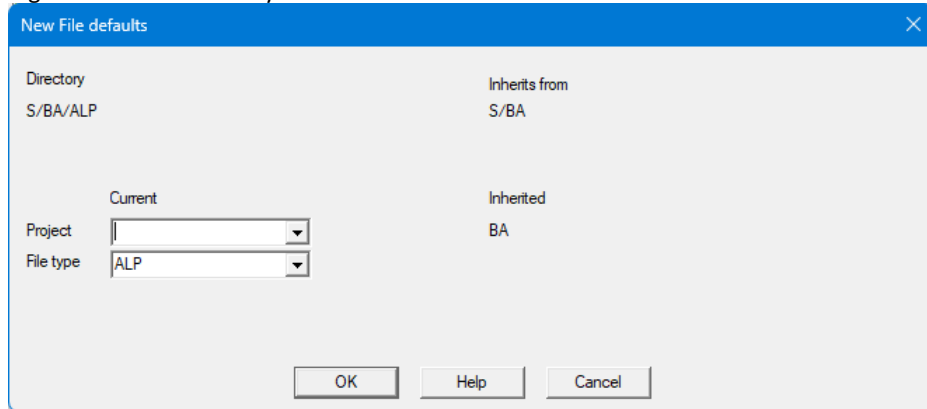 New File defaults
Directory
Inherits from
S/BA/ALP
S/BA
Current
Inherited
Project
BA
File type
ALP
OK
Help
Cancel